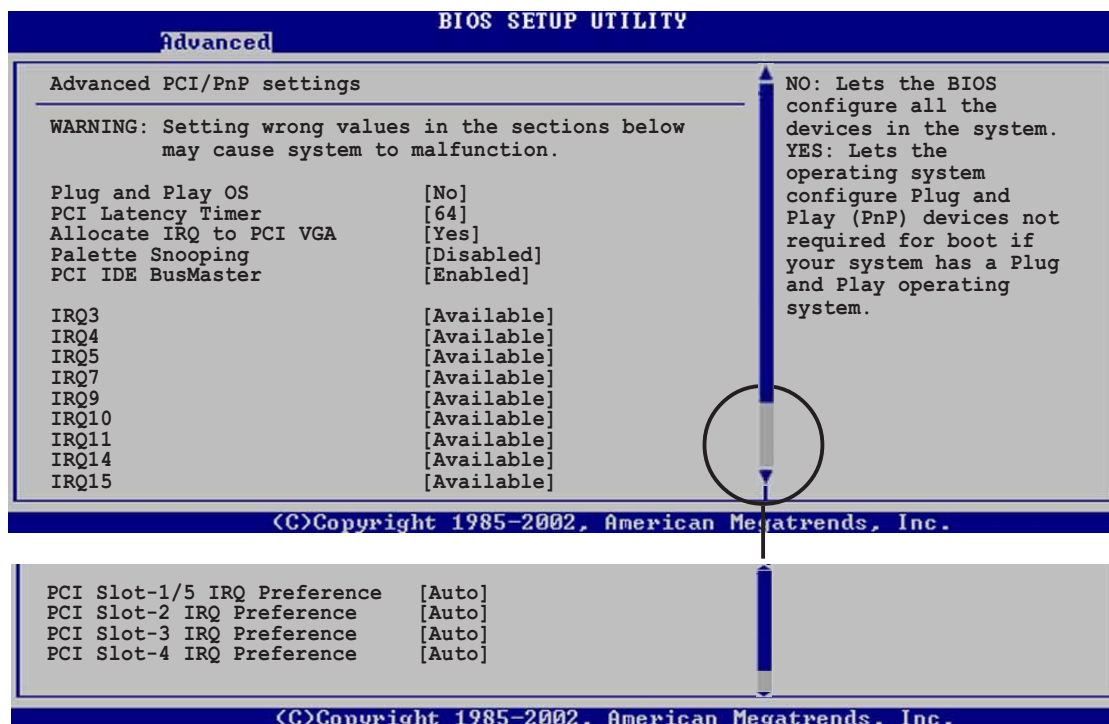 BIOS SETUP UTILITY
Advanced
Advanced PCI/PnP settings
WARNING: Setting wrong values in the sections below
may cause system to malfunction.
Plug and Play OS [No]
PCI Latency Timer [64]
Allocate IRQ to PCI VGA [Yes]
Palette Snooping [Disabled]
PCI IDE BusMaster [Enabled]
IRQ3 [Available]
IRQ4 [Available]
IRQ5 [Available]
IRQ7 [Available]
IRQ9 [Available]
IRQ10 [Available]
IRQ11 [Available]
IRQ14 [Available]
IRQ15 [Available]
NO: Lets the BIOS
configure all the
devices in the system.
YES: Lets the
operating system
configure Plug and
Play (PnP) devices not
required for boot if
your system has a Plug
and Play operating
system.
(C)Copyright 1985-2002, American Megatrends, Inc.
PCI Slot-1/5 IRQ Preference [Auto]
PCI Slot-2 IRQ Preference [Auto]
PCI Slot-3 IRQ Preference [Auto]
PCI Slot-4 IRQ Preference [Auto]
(C)Copyright 1985-2002, American Megatrends, Inc.